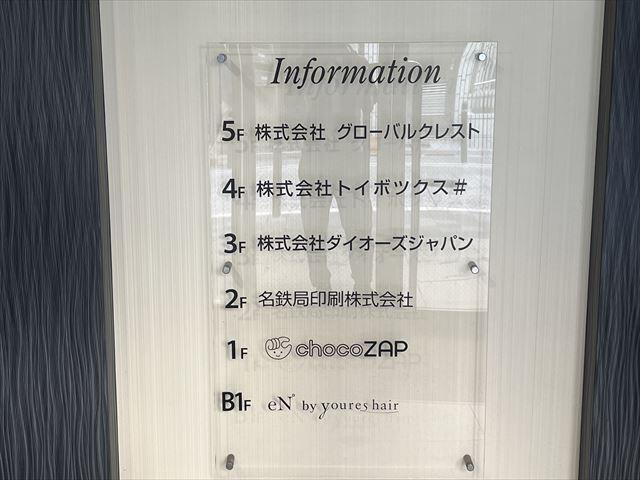 Information
5F 株式会社 グローバルクレスト
4F 株式会社トイボツクス#
3F 株式会社ダイオーズジャパン
2F 名鉄局印刷株式会社
1F chocoZAP
B1F eN° by youres hair